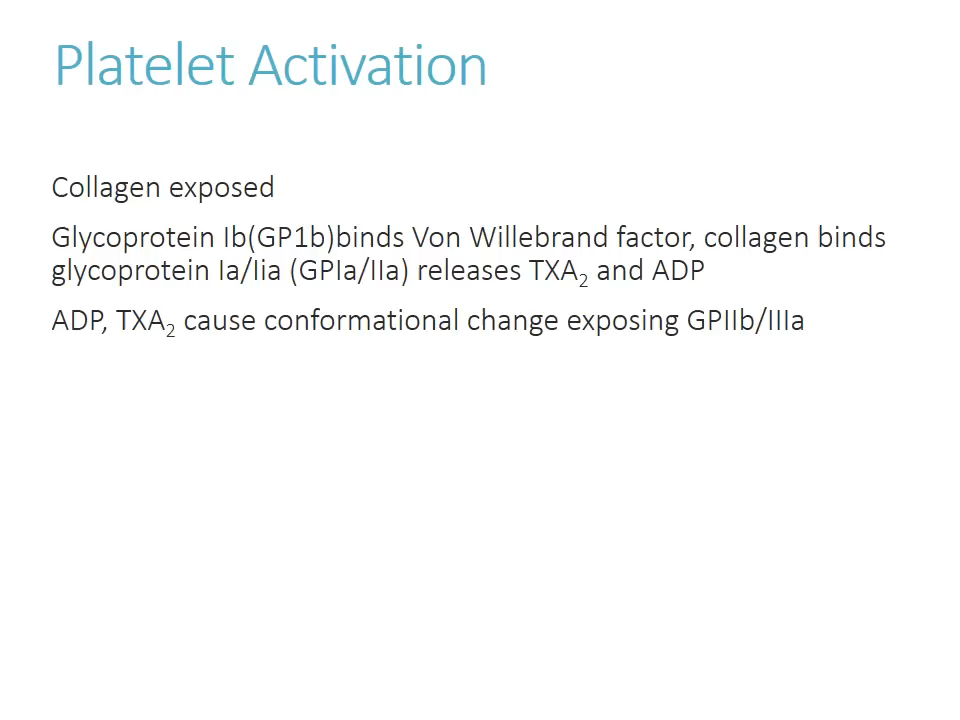 Platelet Activation
Collagen exposed
Glycoprotein Ib(GP1b)binds Von Willebrand factor, collagen binds
glycoprotein Ia/Iia (GPIa/IIa) releases TXA2 and ADP
ADP, TXA2 cause conformational change exposing GPIIb/IIIa